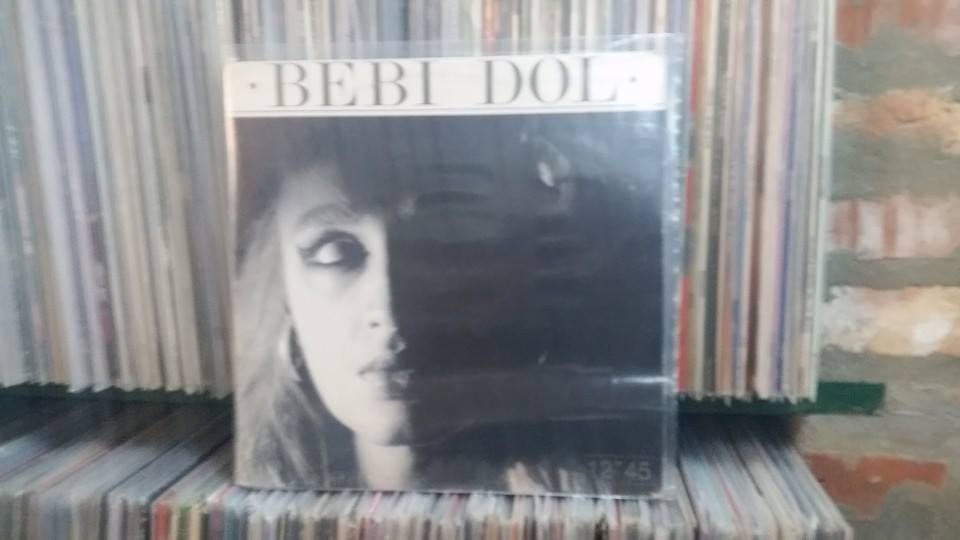 • BEBI DOL •
12" 45